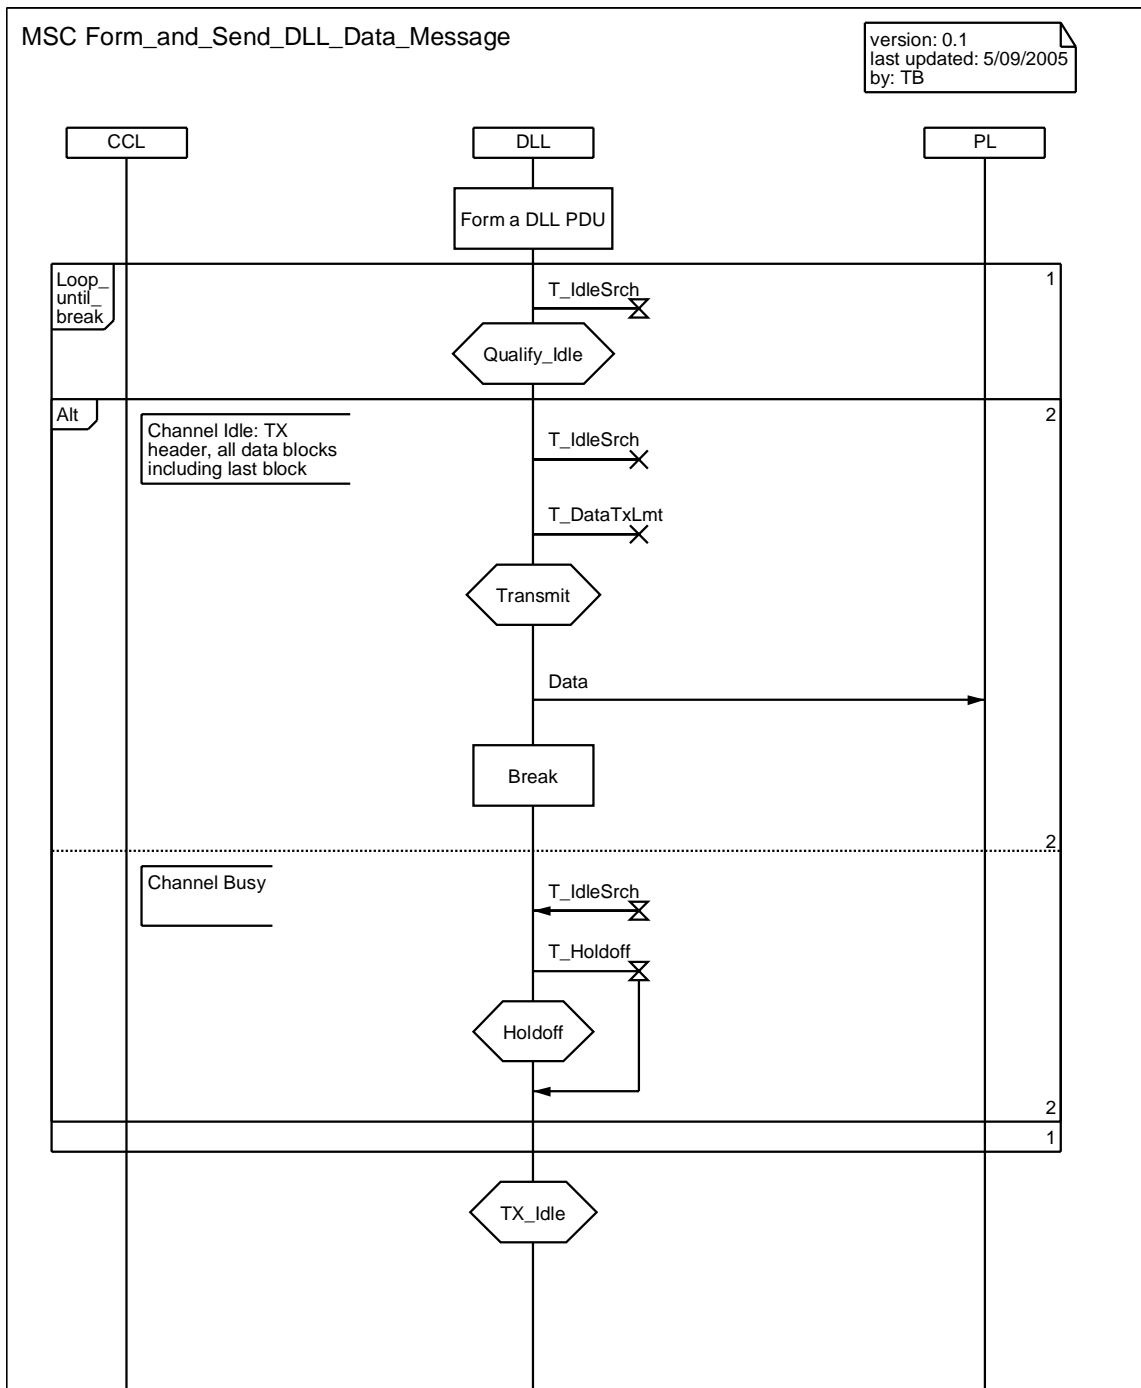 MSC Form_and_Send_DLL_Data_Message
version: 0.1
last updated: 5/09/2005
by: TB
CCL
DLL
PL
Form a DLL PDU
Loop_
until_
break
1
T_IdleSrch
Qualify_Idle
Alt
2
Channel Idle: TX
header, all data blocks
including last block
T_IdleSrch
T_DataTxLmt
Transmit
Data
Break
2
Channel Busy
T_IdleSrch
T_Holdoff
Holdoff
2
1
TX_Idle